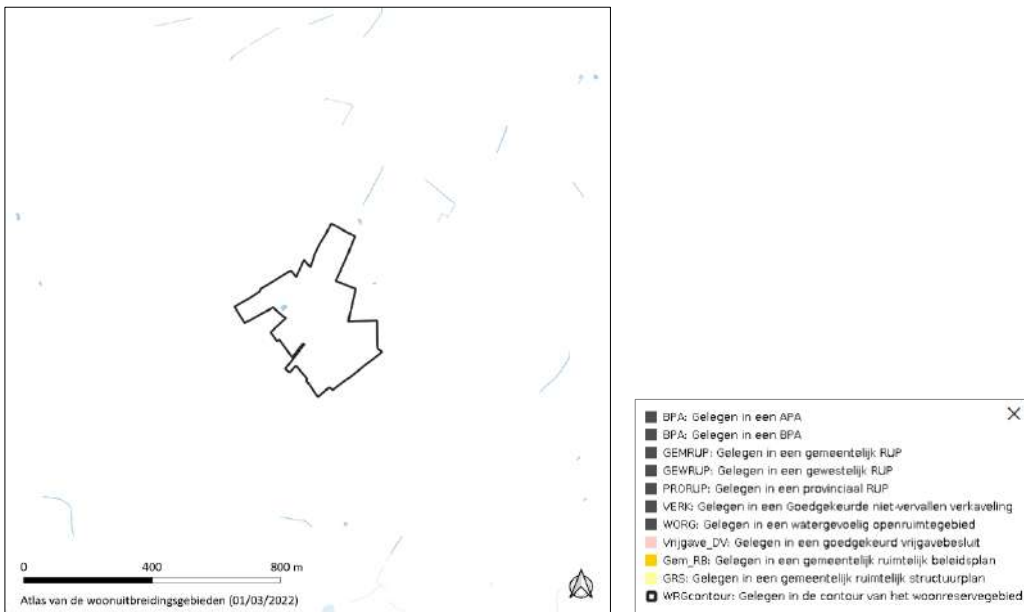 0 400 800 m
Atlas van de woonuitbreidingsgebieden (01/03/2022)
BPA: Gelegen in een APA
BPA: Gelegen in een BPA
GEMRUP: Gelegen in een gemeentelijk RUP
GEWRUP: Gelegen in een gewestelijk RUP
PRORUP: Gelegen in een provinciaal RUP
VERK: Gelegen in een Goedgekeurde niet-vervallen verkaveling
WORG: Gelegen in een watergevoelig openruimtegebied
Vrijgave_DV: Gelegen in een goedgekeurd vrijgavebesluit
Gem_RB: Gelegen in een gemeentelijk ruimtelijk beleidsplan
GRS: Gelegen in een gemeentelijk ruimtelijk structuurplan
WRGcontour: Gelegen in de contour van het woonreservegebied